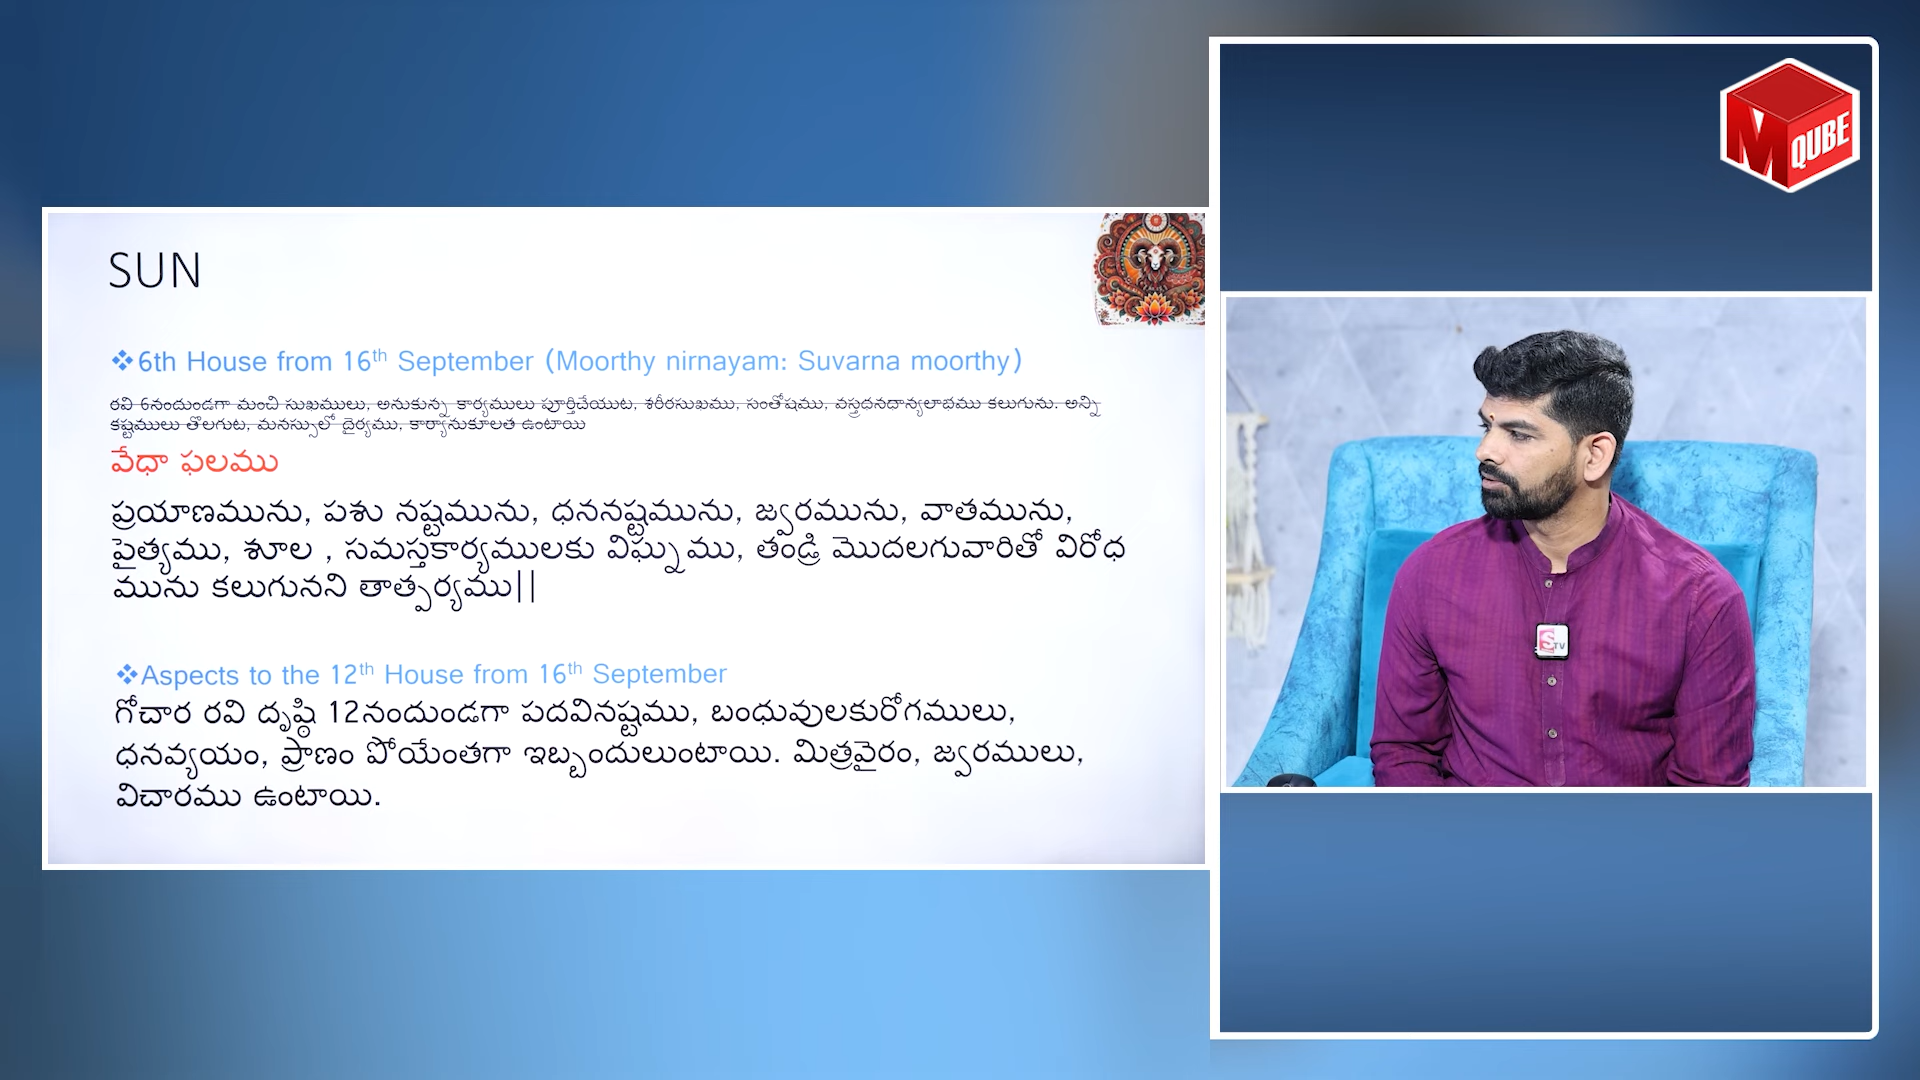 SUN
❖6th House from 16th September (Moorthy nirnayam: Suvarna moorthy)
రవి 6నందుండగా మంచి సుఖములు, అనుకున్న కార్యములు పూర్తిచేయుట, శరీరసుఖము, సంతోషము, వస్త్రధనధాన్యలాభము కలుగును. అన్ని
కష్టములు తొలగుట, మనస్సులో ధైర్యము, కార్యానుకూలత ఉంటాయి
వేధా ఫలము
ప్రయాణమును, పశు నష్టమును, ధననష్టమును, జ్వరమును, వాతమును,
పైత్యము, శూల , సమస్తకార్యములకు విఘ్నము, తండ్రి మొదలగువారితో విరోధ
మును కలుగునని తాత్పర్యము||
❖Aspects to the 12th House from 16th September
గోచార రవి దృష్ఠి 12నందుండగా పదవినష్టము, బంధువులకురోగములు,
ధనవ్యయం, ప్రాణం పోయేంతగా ఇబ్బందులుంటాయి. మిత్రవైరం, జ్వరములు,
విచారము ఉంటాయి.
M QUBE
S TV